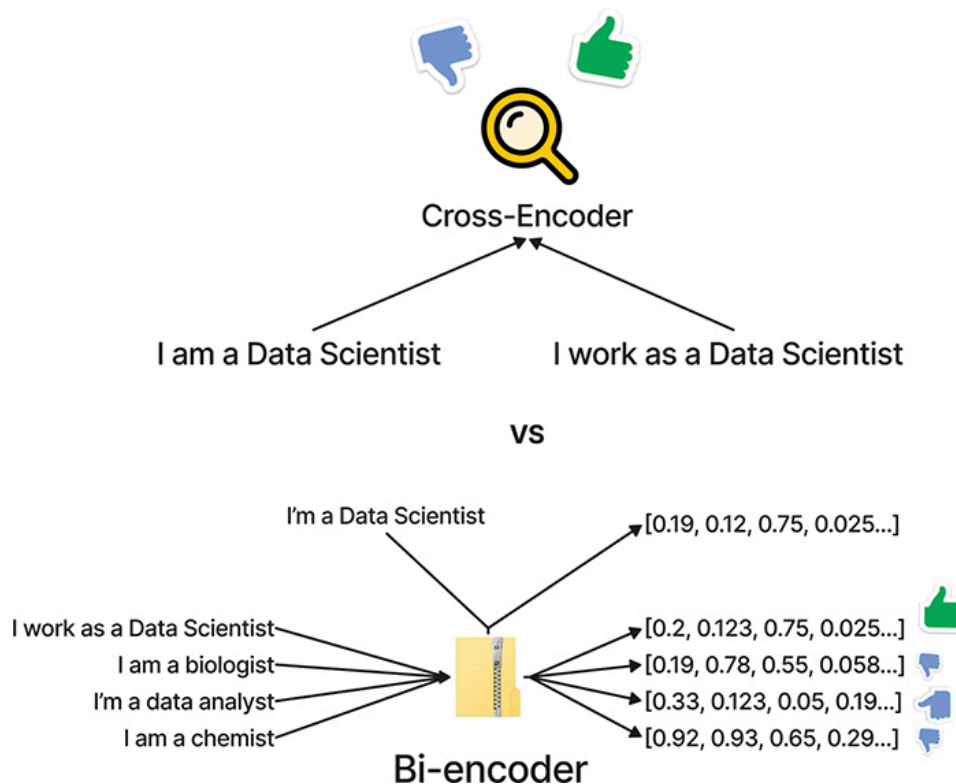 Cross-Encoder
I am a Data Scientist
I work as a Data Scientist
vs
I'm a Data Scientist
[0.19, 0.12, 0.75, 0.025...]
I work as a Data Scientist
[0.2, 0.123, 0.75, 0.025...]
I am a biologist
[0.19, 0.78, 0.55, 0.058...]
I'm a data analyst
[0.33, 0.123, 0.05, 0.19...]
I am a chemist
[0.92, 0.93, 0.65, 0.29...]
Bi-encoder